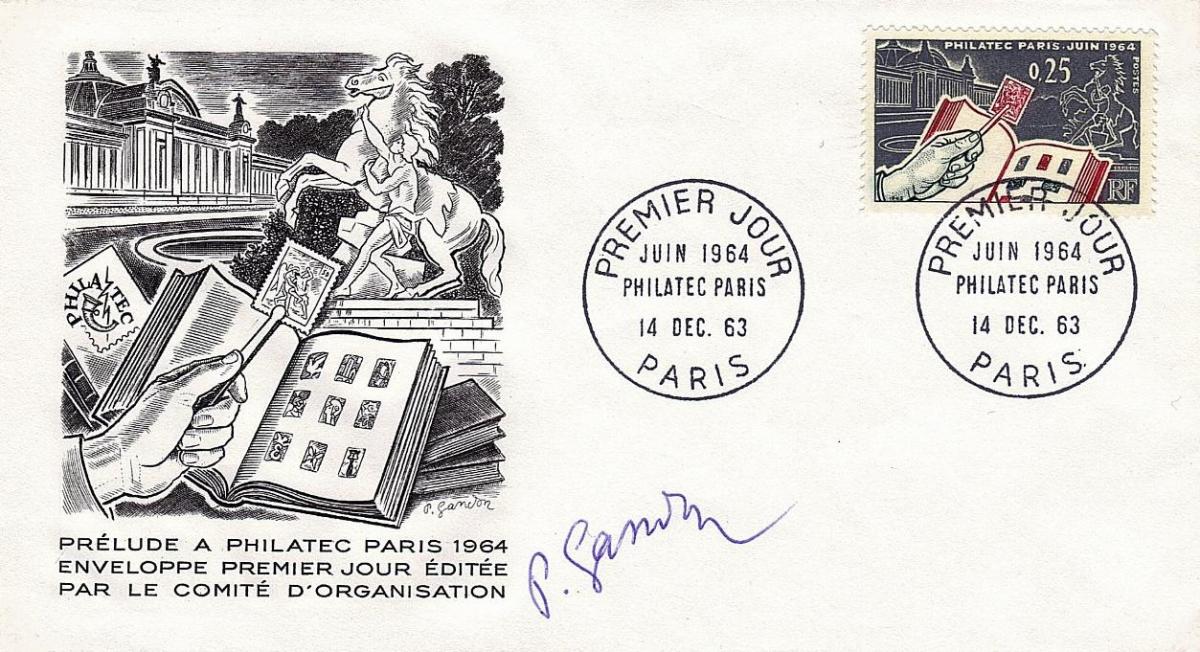 PHILATEC PARIS·JUIN 1964
0,25
POSTES
RF
PREMIER JOUR
JUIN 1964
PHILATEC PARIS
14 DEC. 63
PARIS
PREMIER JOUR
JUIN 1964
PHILATEC PARIS
14 DEC. 63
PARIS
PHILATEC
P. Gandon
PRÉLUDE A PHILATEC PARIS 1964
ENVELOPPE PREMIER JOUR ÉDITÉE
PAR LE COMITÉ D'ORGANISATION
P. Gandon